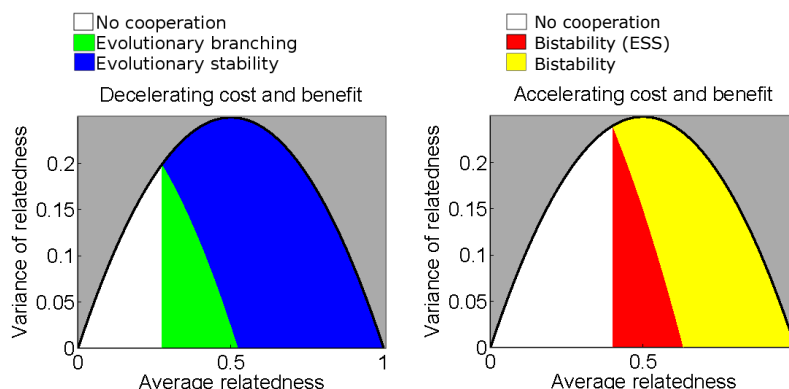 No cooperation
Evolutionary branching
Evolutionary stability
Decelerating cost and benefit
Variance of relatedness
0.2
0.15
0.1
0.05
0
0
0.5
1
Average relatedness
No cooperation
Bistability (ESS)
Bistability
Accelerating cost and benefit
Variance of relatedness
0.2
0.15
0.1
0.05
0
0
0.5
Average relatedness